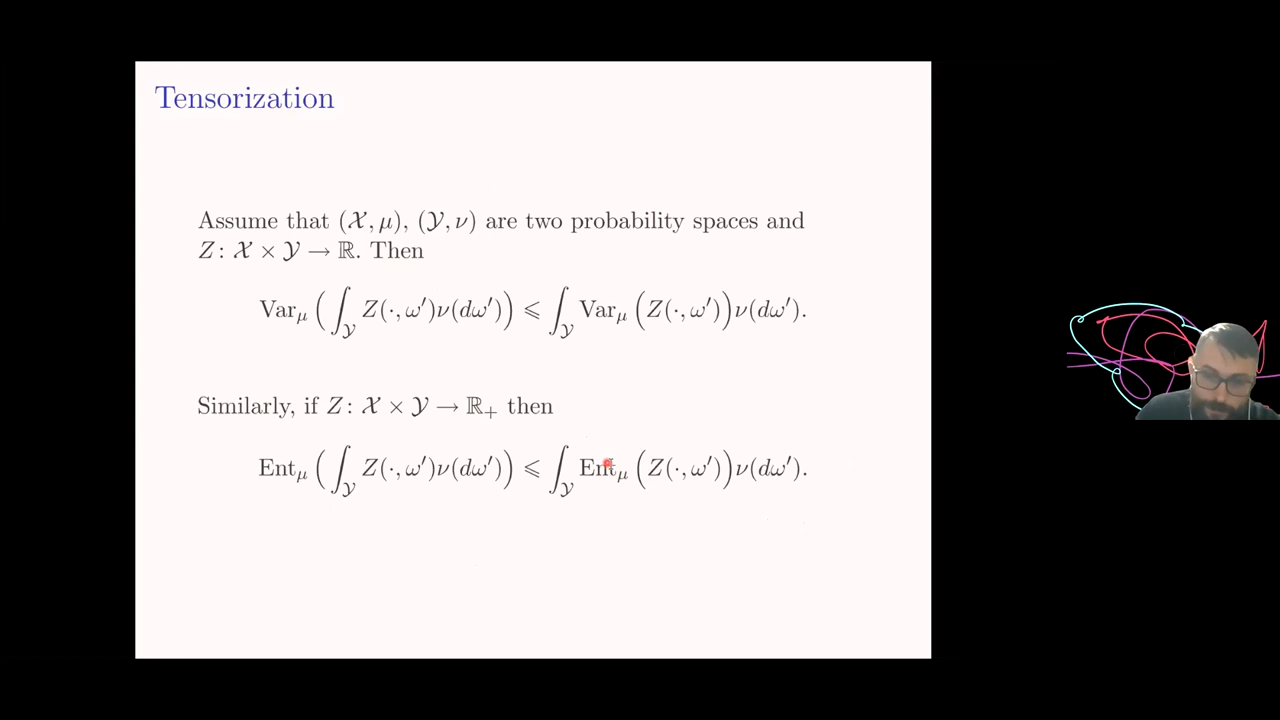 Tensorization
Assume that (𝒳, μ), (𝒴, ν) are two probability spaces and
Z: 𝒳 × 𝒴 → ℝ. Then
Var_μ ( ∫_𝒴 Z(·, ω′)ν(dω′) ) ⩽ ∫_𝒴 Var_μ ( Z(·, ω′) ) ν(dω′).
Similarly, if Z: 𝒳 × 𝒴 → ℝ₊ then
Ent_μ ( ∫_𝒴 Z(·, ω′)ν(dω′) ) ⩽ ∫_𝒴 Ent_μ ( Z(·, ω′) ) ν(dω′).